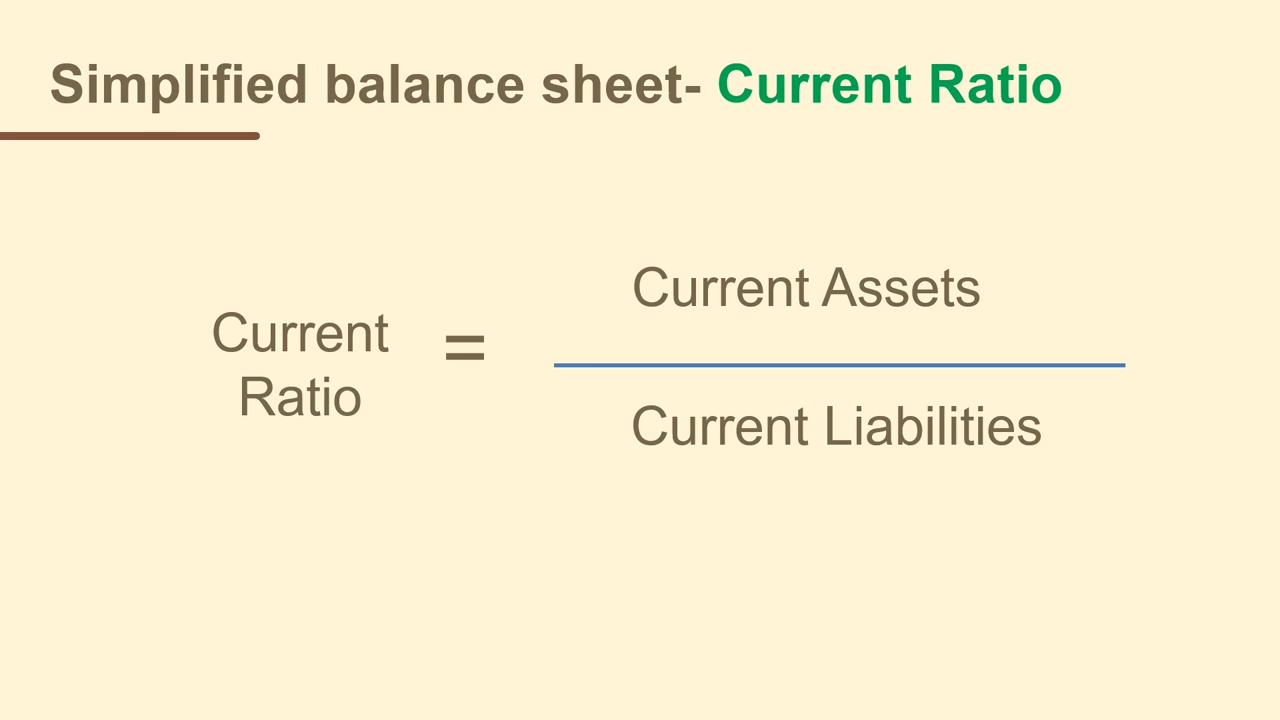 Simplified balance sheet- Current Ratio
Current
Ratio
=
Current Assets
Current Liabilities